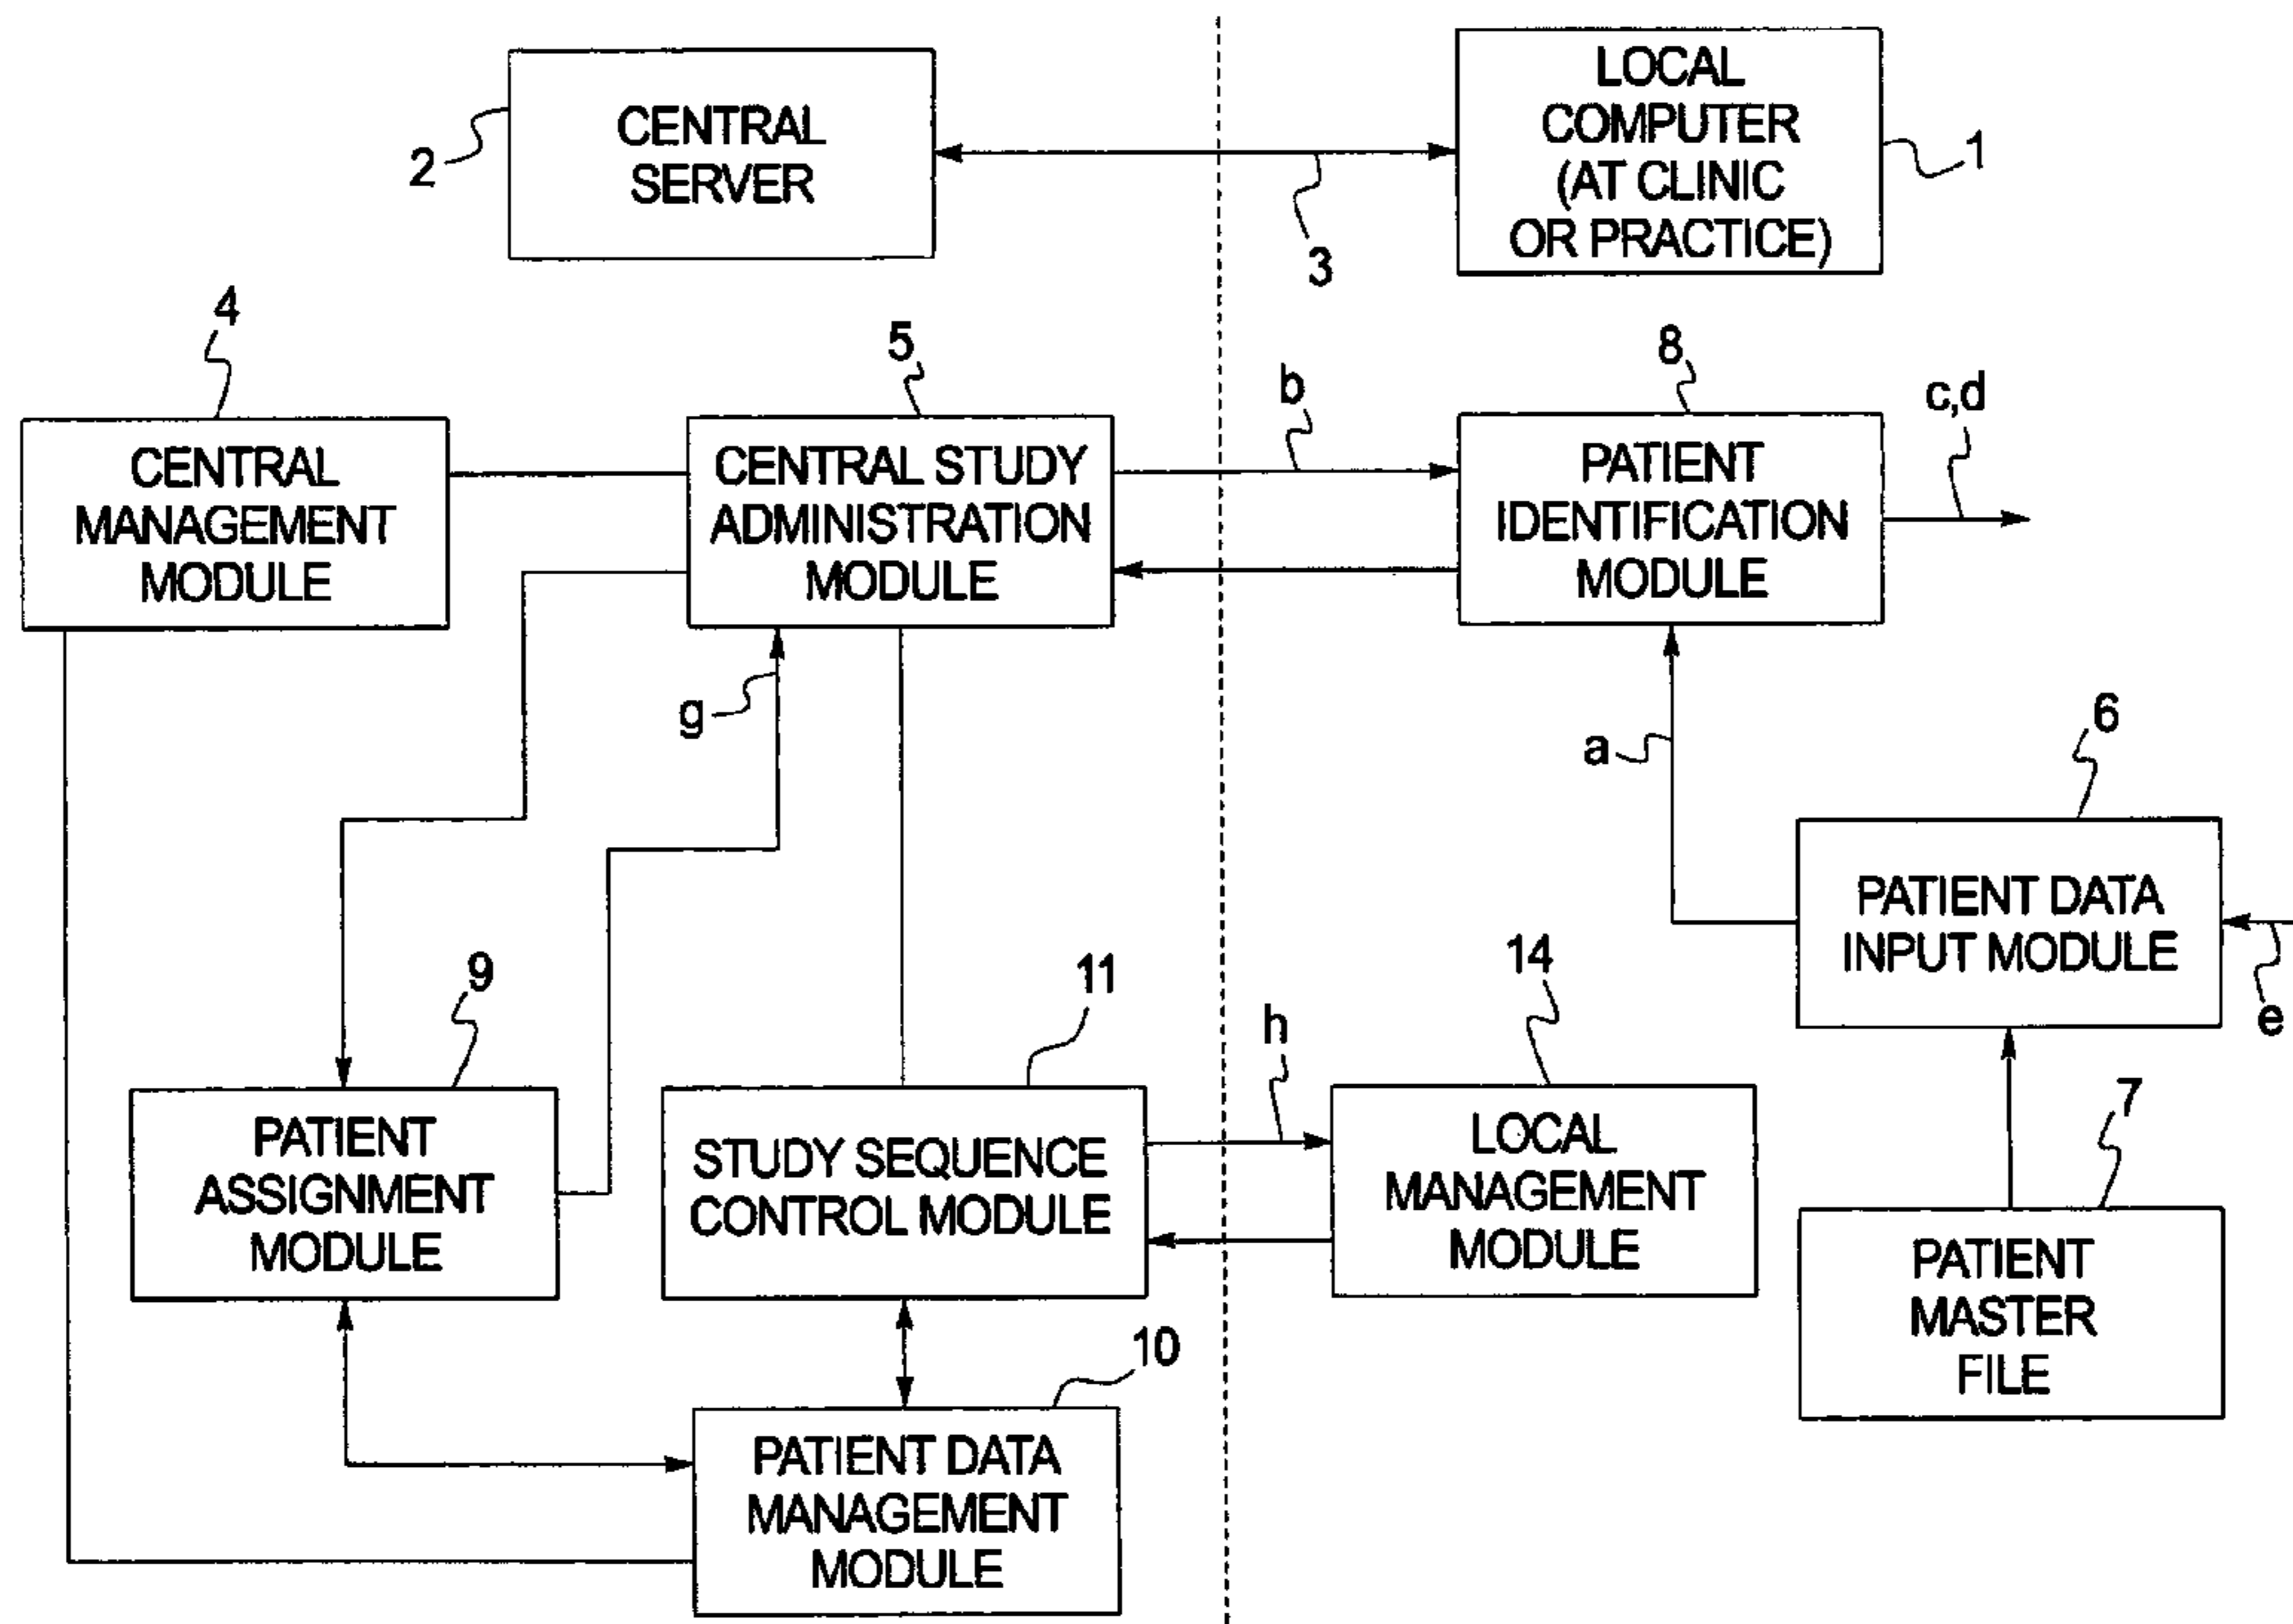 CENTRAL
SERVER
2
3
LOCAL
COMPUTER
(AT CLINIC
OR PRACTICE)
1
4
CENTRAL
MANAGEMENT
MODULE
5
CENTRAL STUDY
ADMINISTRATION
MODULE
b
8
PATIENT
IDENTIFICATION
MODULE
c,d
g
a
6
PATIENT DATA
INPUT MODULE
e
9
PATIENT
ASSIGNMENT
MODULE
11
STUDY SEQUENCE
CONTROL MODULE
h
14
LOCAL
MANAGEMENT
MODULE
7
PATIENT
MASTER
FILE
10
PATIENT DATA
MANAGEMENT
MODULE